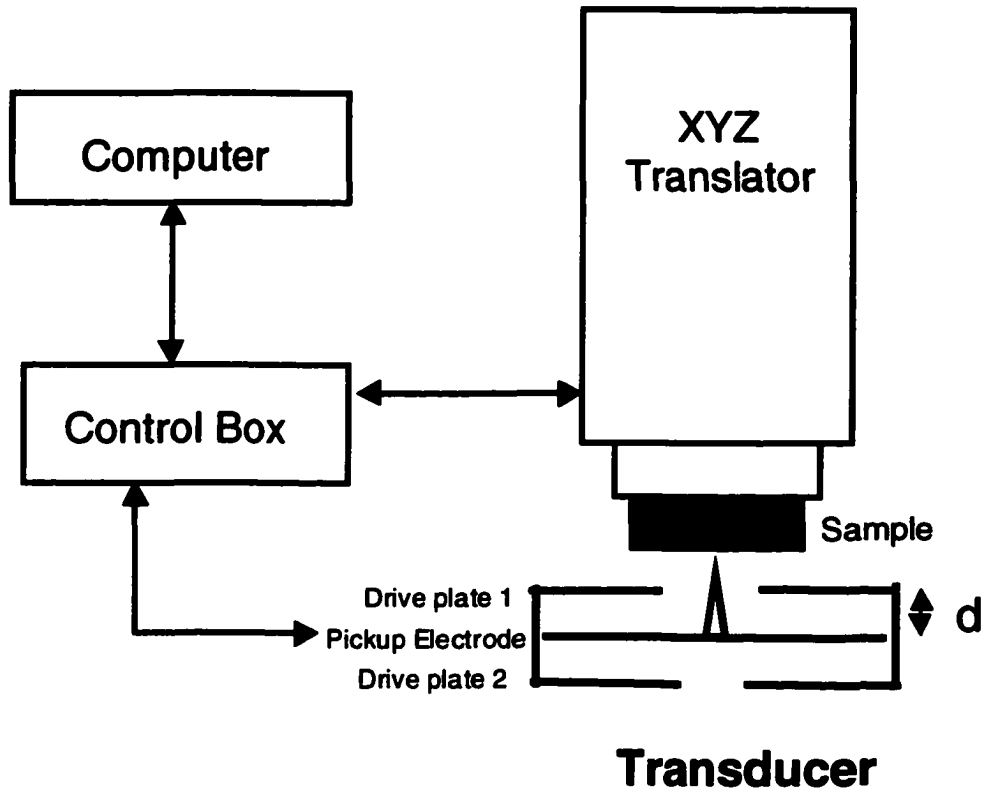 XYZ
Translator
Computer
Control Box
Sample
Drive plate 1
Pickup Electrode
d
Drive plate 2
Transducer